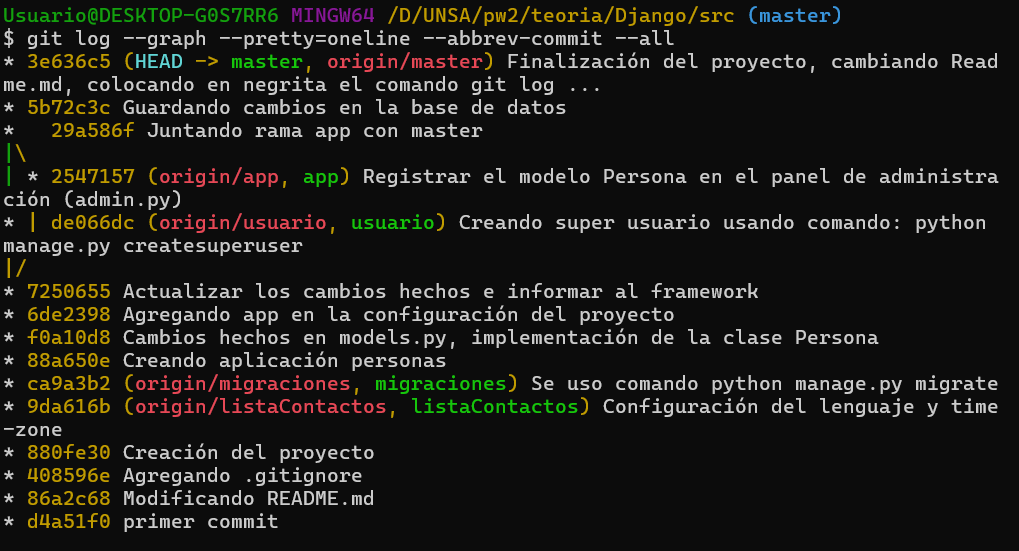 Usuario@DESKTOP-G0S7RR6 MINGW64 /D/UNSA/pw2/teoria/Django/src (master)
$ git log --graph --pretty=oneline --abbrev-commit --all
* 3e636c5 (HEAD -> master, origin/master) Finalización del proyecto, cambiando Read
me.md, colocando en negrita el comando git log ...
* 5b72c3c Guardando cambios en la base de datos
*   29a586f Juntando rama app con master
|\
| * 2547157 (origin/app, app) Registrar el modelo Persona en el panel de administra
ción (admin.py)
* | de066dc (origin/usuario, usuario) Creando super usuario usando comando: python
manage.py createsuperuser
|/
* 7250655 Actualizar los cambios hechos e informar al framework
* 6de2398 Agregando app en la configuración del proyecto
* f0a10d8 Cambios hechos en models.py, implementación de la clase Persona
* 88a650e Creando aplicación personas
* ca9a3b2 (origin/migraciones, migraciones) Se uso comando python manage.py migrate
* 9da616b (origin/listaContactos, listaContactos) Configuración del lenguaje y time
-zone
* 880fe30 Creación del proyecto
* 408596e Agregando .gitignore
* 86a2c68 Modificando README.md
* d4a51f0 primer commit